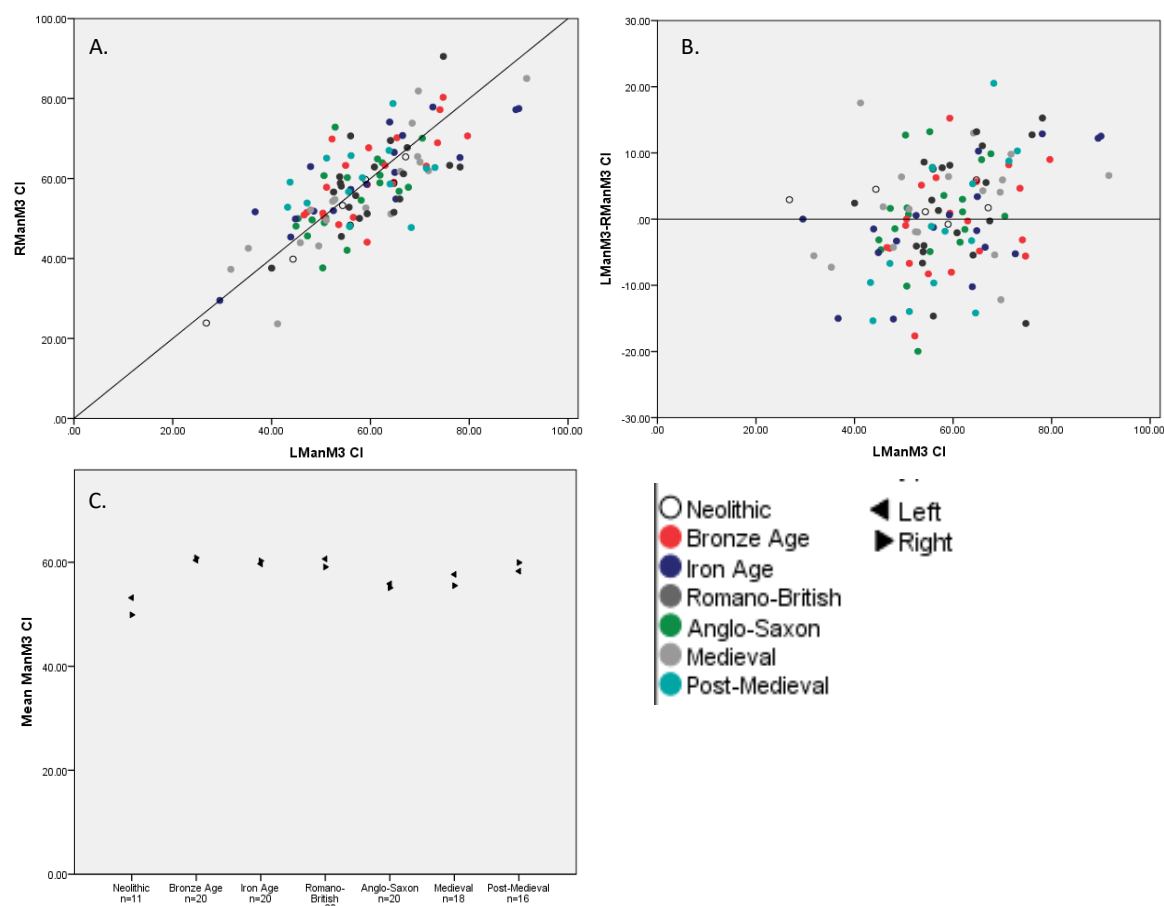 A.
100.00
80.00
60.00
40.00
20.00
.00
RManM3 CI
.00 20.00 40.00 60.00 80.00 100.00
LManM3 CI
B.
30.00
20.00
10.00
.00
-10.00
-20.00
-30.00
LManM3-RManM3 CI
.00 20.00 40.00 60.00 80.00 100.00
LManM3 CI
C.
60.00
40.00
20.00
0.00
Mean ManM3 CI
Neolithic Bronze Age Iron Age Romano- Anglo-Saxon Medieval Post-Medieval
n=11 n=20 n=20 British n=20 n=18 n=16
Neolithic
Bronze Age
Iron Age
Romano-British
Anglo-Saxon
Medieval
Post-Medieval
Left
Right